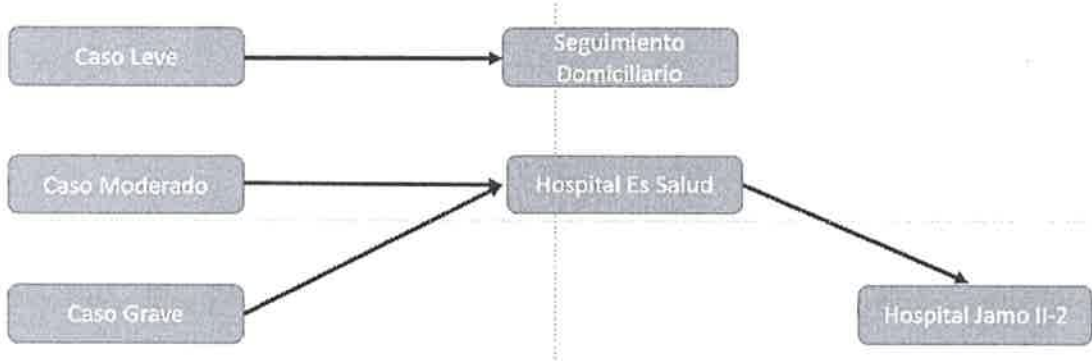 Caso Leve
Seguimiento
Domiciliario
Caso Moderado
Hospital Es Salud
Caso Grave
Hospital Jamo II-2